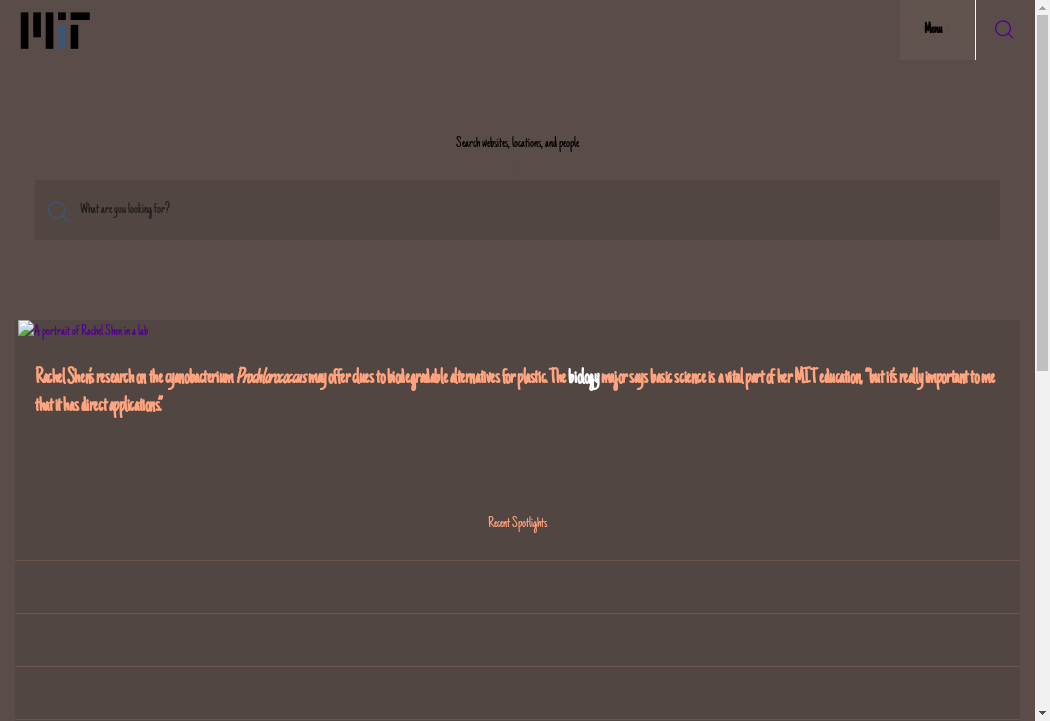 MIT
Menu
Search websites, locations, and people
What are you looking for?
A portrait of Rachel Shen in a lab
Rachel Shen's research on the cyanobacterium Prochlorococcus may offer clues to biodegradable alternatives for plastic. The biology major says basic science is a vital part of her MIT education, “but it's really important to me
that it has direct applications.”
Recent Spotlights